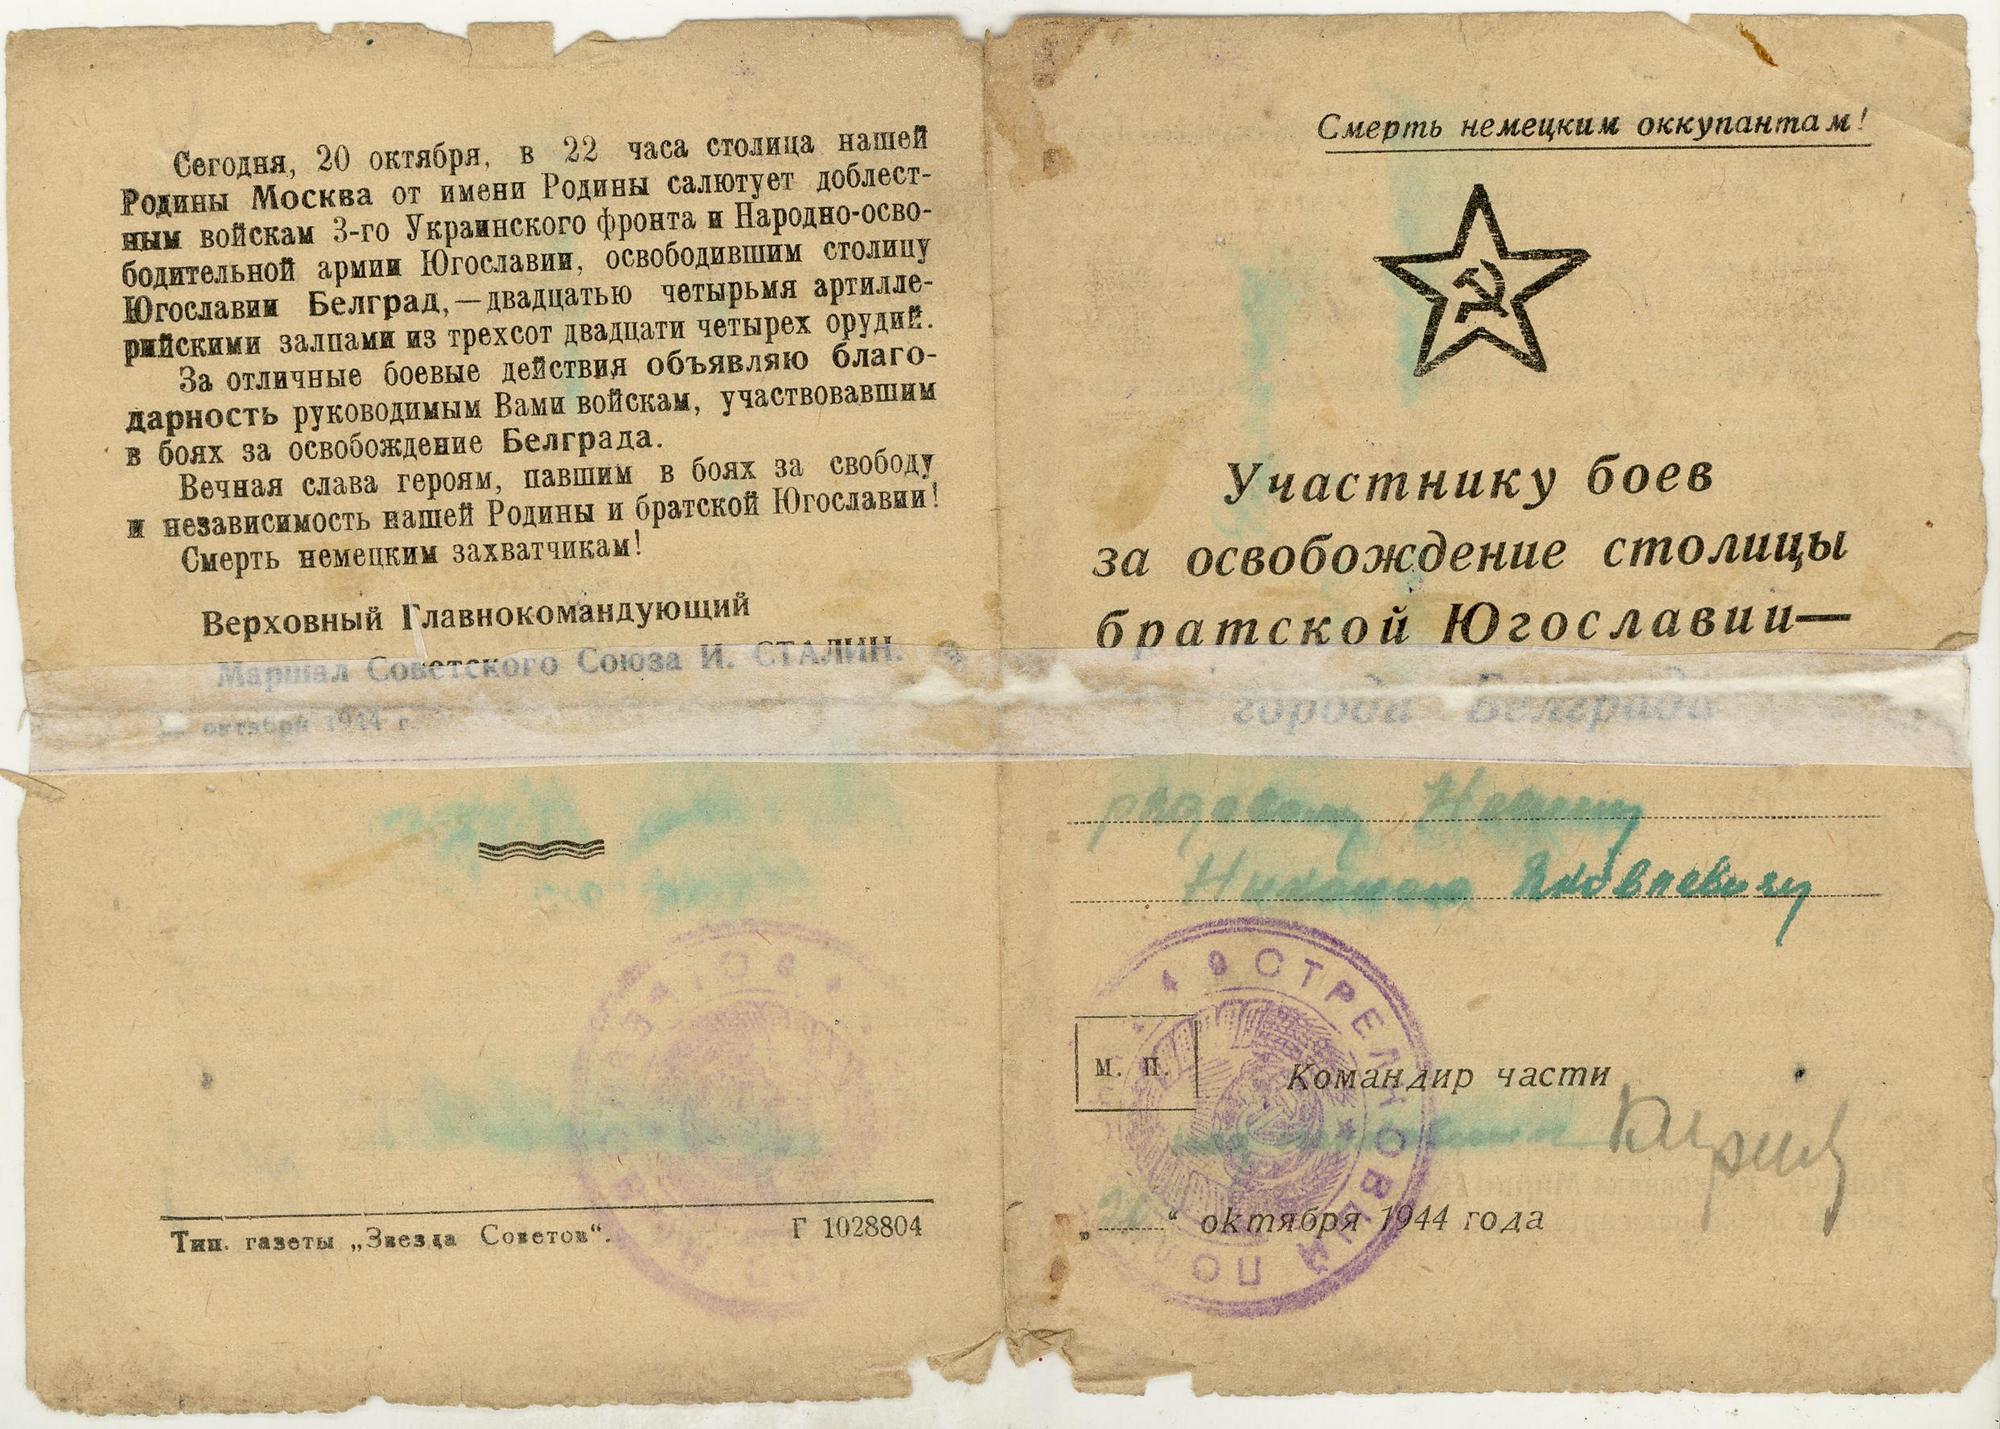 Сегодня, 20 октября, в 22 часа столица нашей
Родины Москва от имени Родины салютует доблест-
ным войскам 3-го Украинского фронта и Народно-осво-
бодительной армии Югославии, освободившим столицу
Югославии Белград,—двадцатью четырьмя артилле-
рийскими залпами из трехсот двадцати четырех орудий.
За отличные боевые действия объявляю благо-
дарность руководимым Вами войскам, участвовавшим
в боях за освобождение Белграда.
Вечная слава героям, павшим в боях за свободу
и независимость нашей Родины и братской Югославии!
Смерть немецким захватчикам!
Верховный Главнокомандующий
Маршал Советского Союза И. СТАЛИН.
октября 1944 г.
Тип. газеты „Звезда Советов“.
Г 1028804
Смерть немецким оккупантам!
Участнику боев
за освобождение столицы
братской Югославии—
города Белграда
рядовому
Николаю Яковлевичу
СТРЕЛКОВЫЙ ПОЛК
М. П.
Командир части
„ “ октября 1944 года